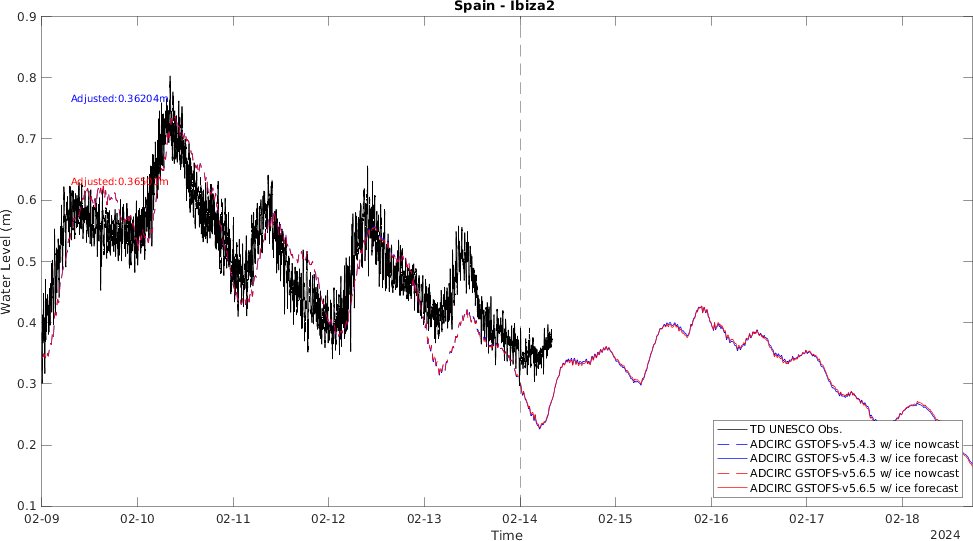 Spain - Ibiza2
Water Level (m)
0.9
0.8
0.7
0.6
0.5
0.4
0.3
0.2
0.1
Adjusted:0.36204m
TD UNESCO Obs.
ADCIRC GSTOFS-v5.4.3 w/ ice nowcast
ADCIRC GSTOFS-v5.4.3 w/ ice forecast
ADCIRC GSTOFS-v5.6.5 w/ ice nowcast
ADCIRC GSTOFS-v5.6.5 w/ ice forecast
02-09 02-10 02-11 02-12 02-13 02-14 02-15 02-16 02-17 02-18
Time
2024